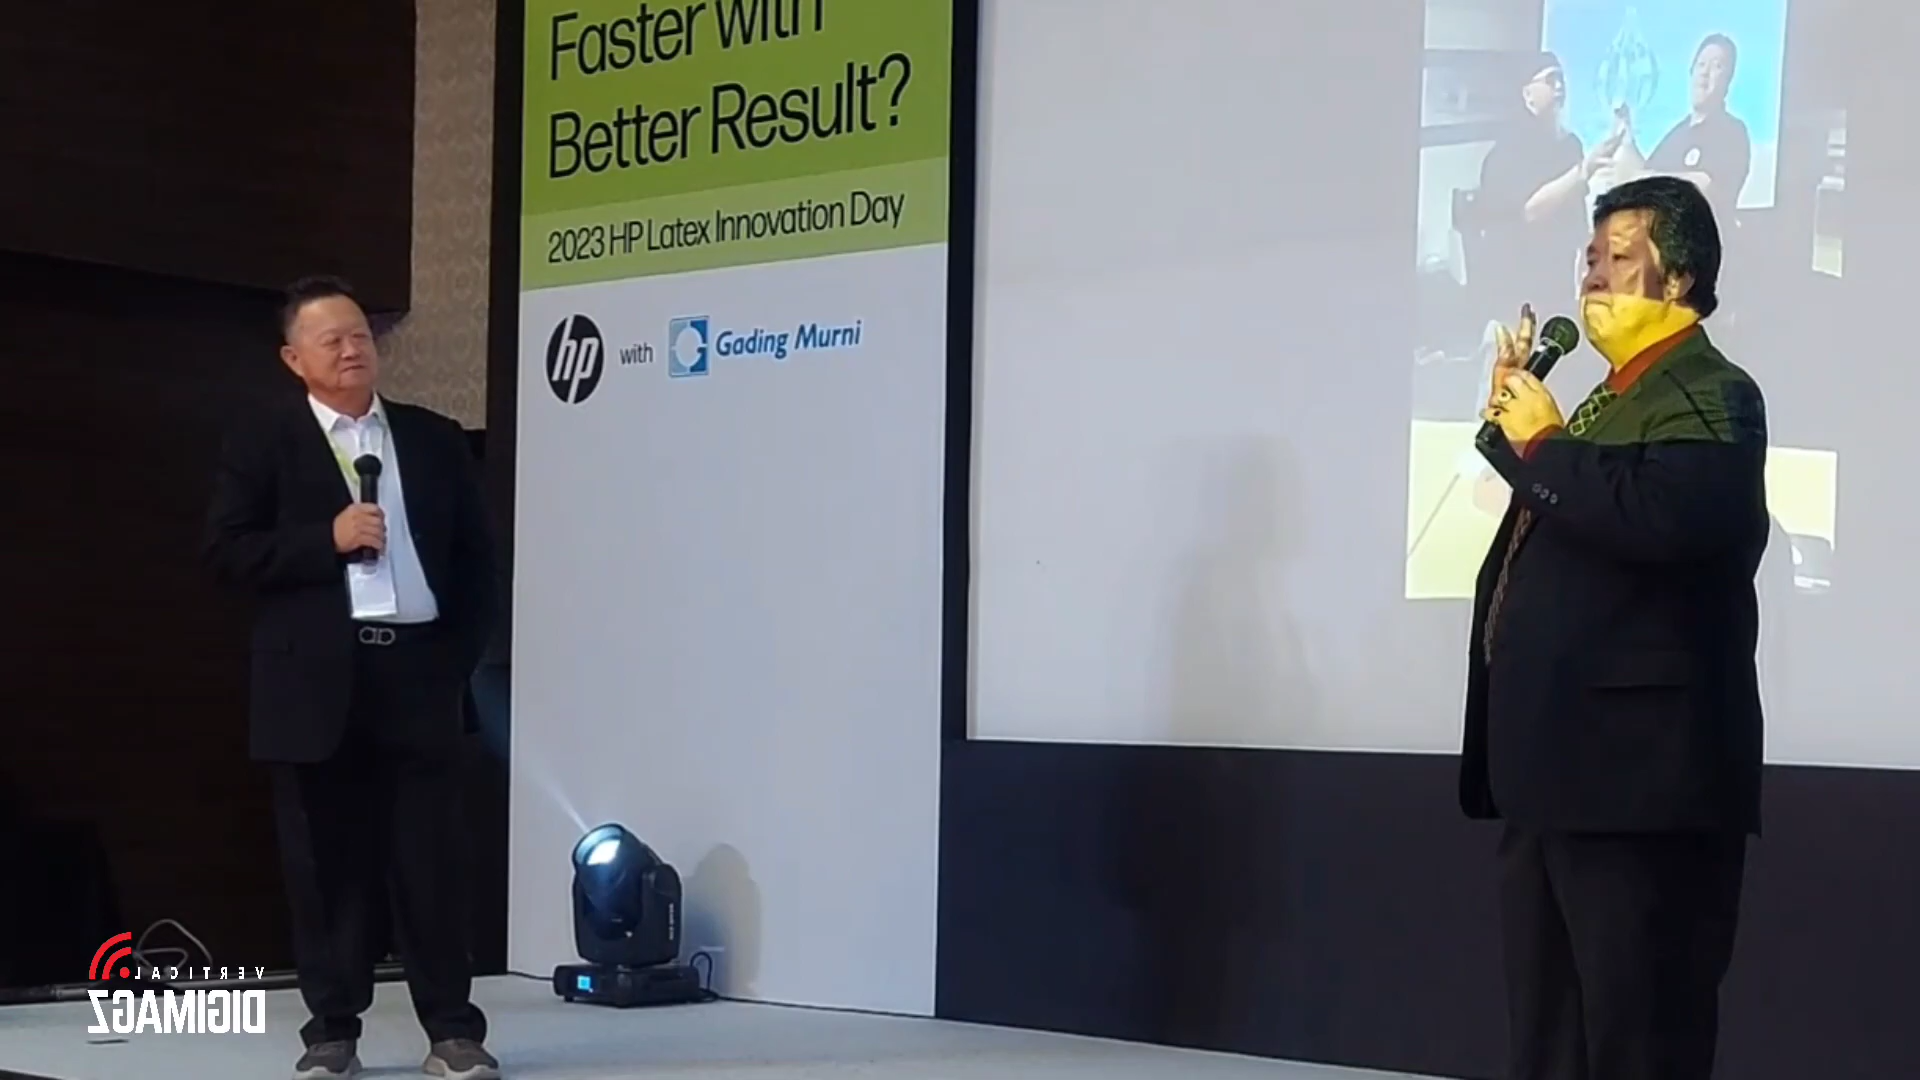 Faster with
Better Result?
2023 HP Latex Innovation Day
hp with Gading Murni
VERTICAL
DIGIMAGZ